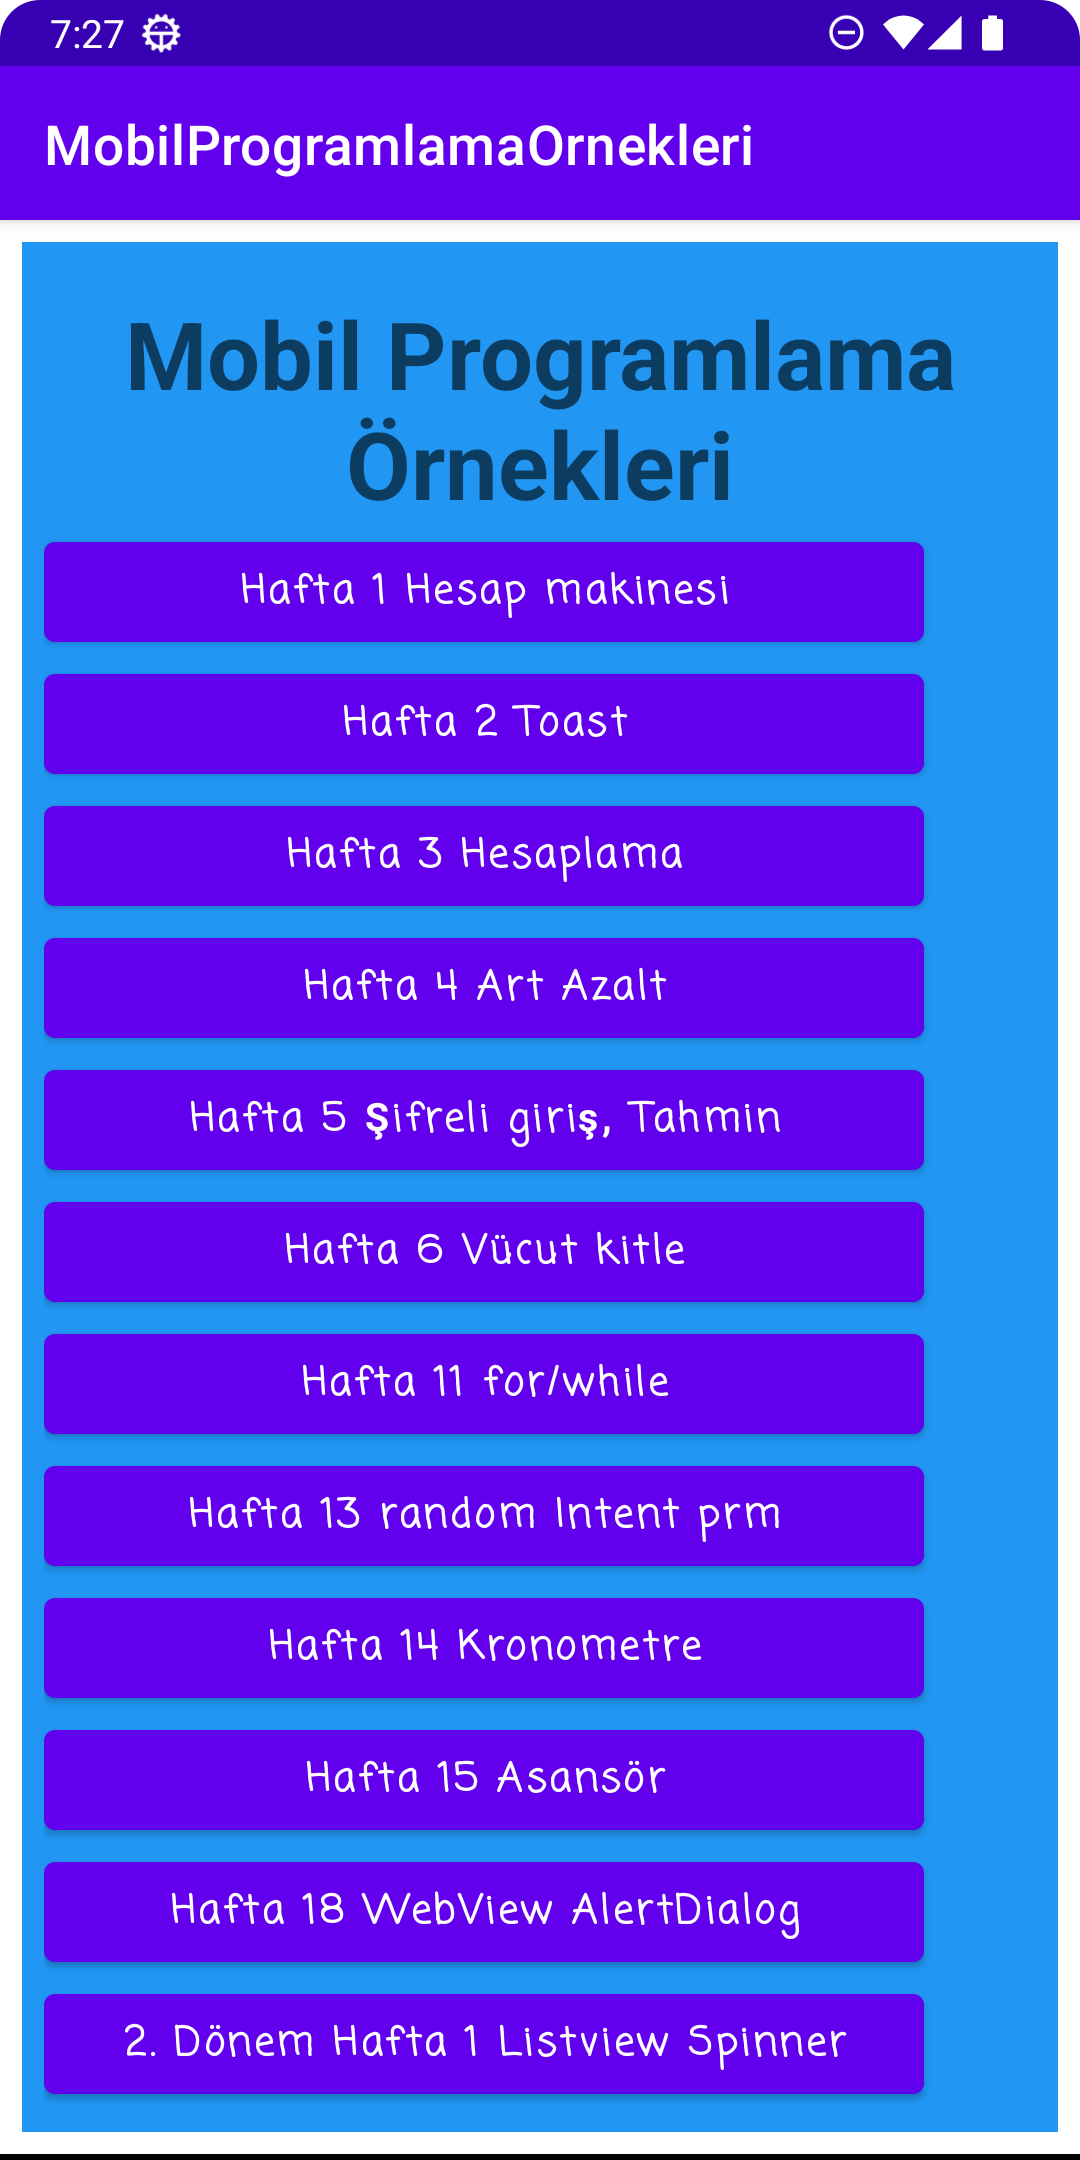 7:27
MobilProgramlamaOrnekleri
Mobil Programlama
Örnekleri
Hafta 1 Hesap makinesi
Hafta 2 Toast
Hafta 3 Hesaplama
Hafta 4 Art Azalt
Hafta 5 Şifreli giriş, Tahmin
Hafta 6 Vücut kitle
Hafta 11 for/while
Hafta 13 random Intent prm
Hafta 14 Kronometre
Hafta 15 Asansör
Hafta 18 WebView AlertDialog
2. Dönem Hafta 1 Listview Spinner